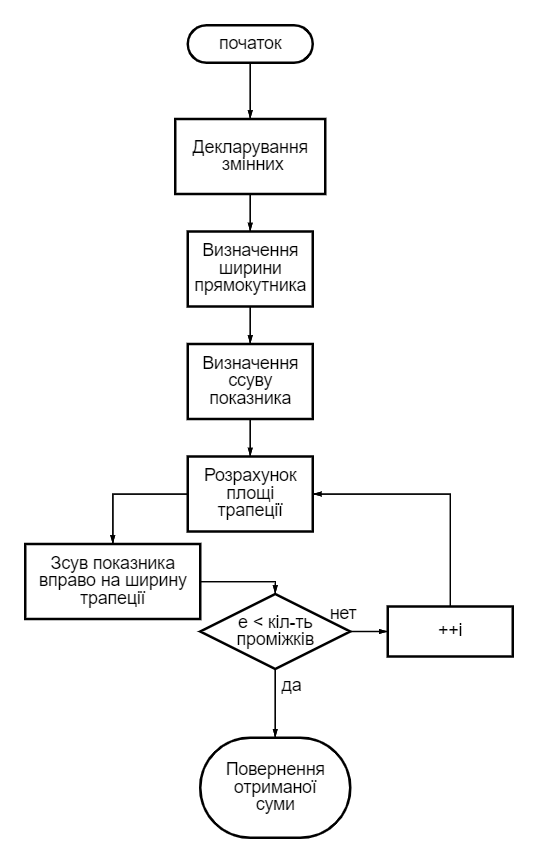 початок
Декларування
змінних
Визначення
ширини
прямокутника
Визначення
ссуву
показника
Розрахунок
площі
трапеції
Зсув показника
вправо на ширину
трапеції
е < кіл-ть
проміжків
нет
++i
да
Повернення
отриманої
суми